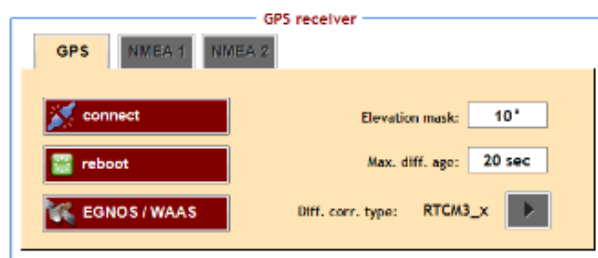 GPS receiver
GPS NMEA 1 NMEA 2
connect Elevation mask: 10°
reboot Max. diff. age: 20 sec
EGNOS / WAAS Diff. corr. type: RTCM3_x